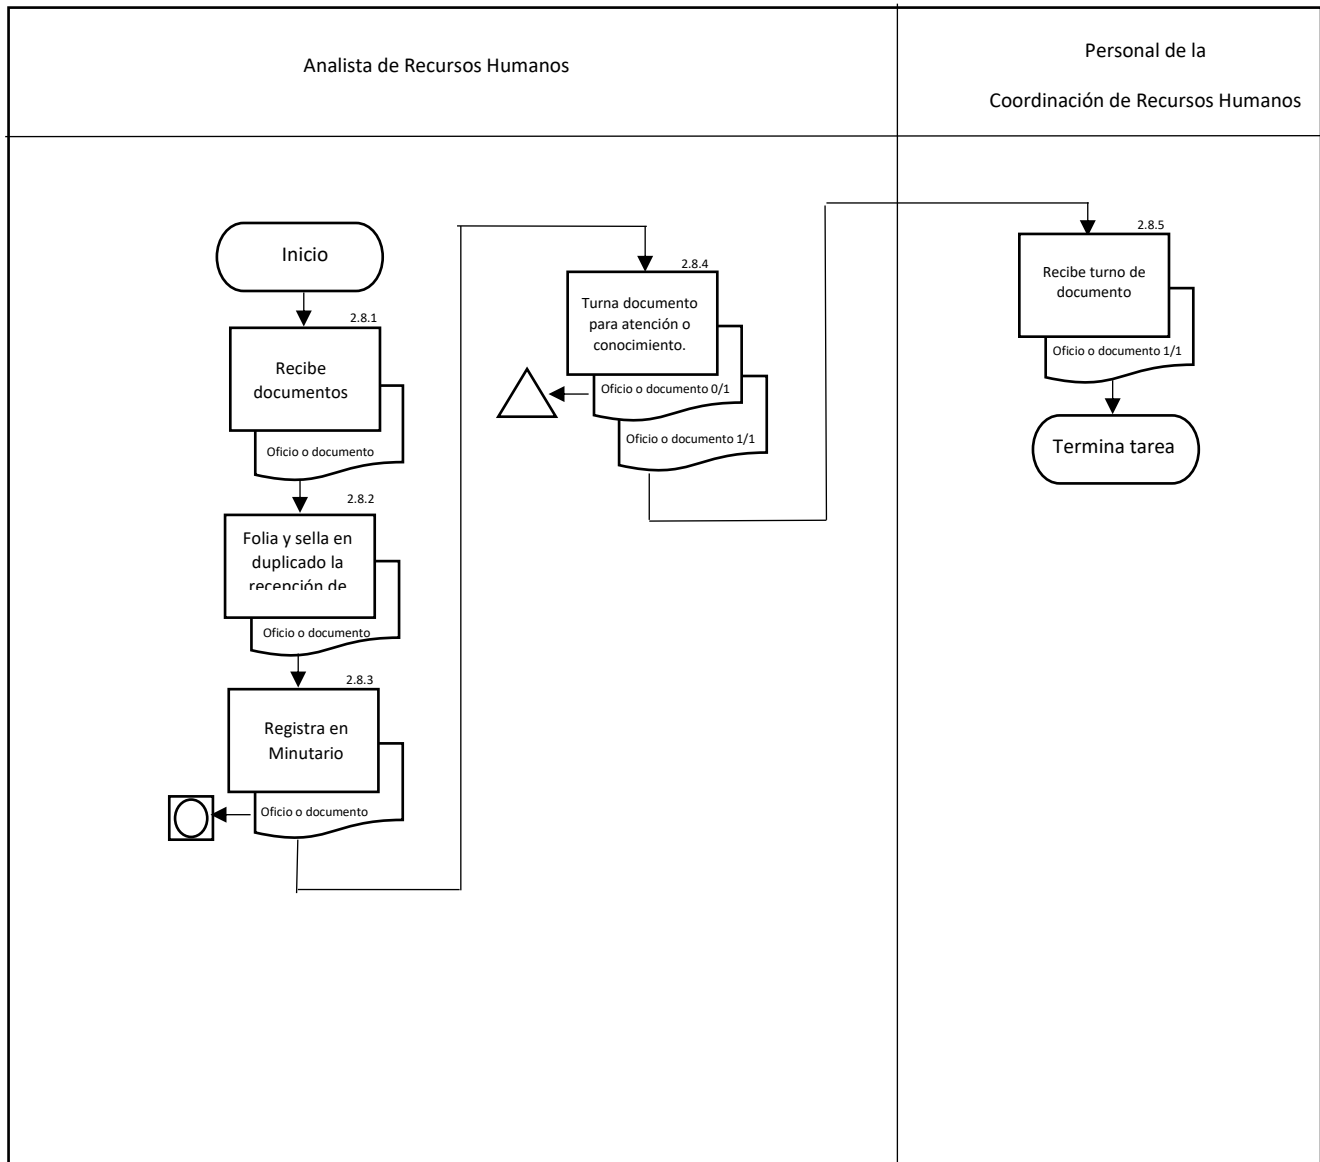 Analista de Recursos Humanos
Personal de la
Coordinación de Recursos Humanos
Inicio
2.8.1
Recibe
documentos
Oficio o documento
2.8.2
Folia y sella en
duplicado la
recepción de
Oficio o documento
2.8.3
Registra en
Minutario
Oficio o documento
2.8.4
Turna documento
para atención o
conocimiento.
Oficio o documento 0/1
Oficio o documento 1/1
2.8.5
Recibe turno de
documento
Oficio o documento 1/1
Termina tarea